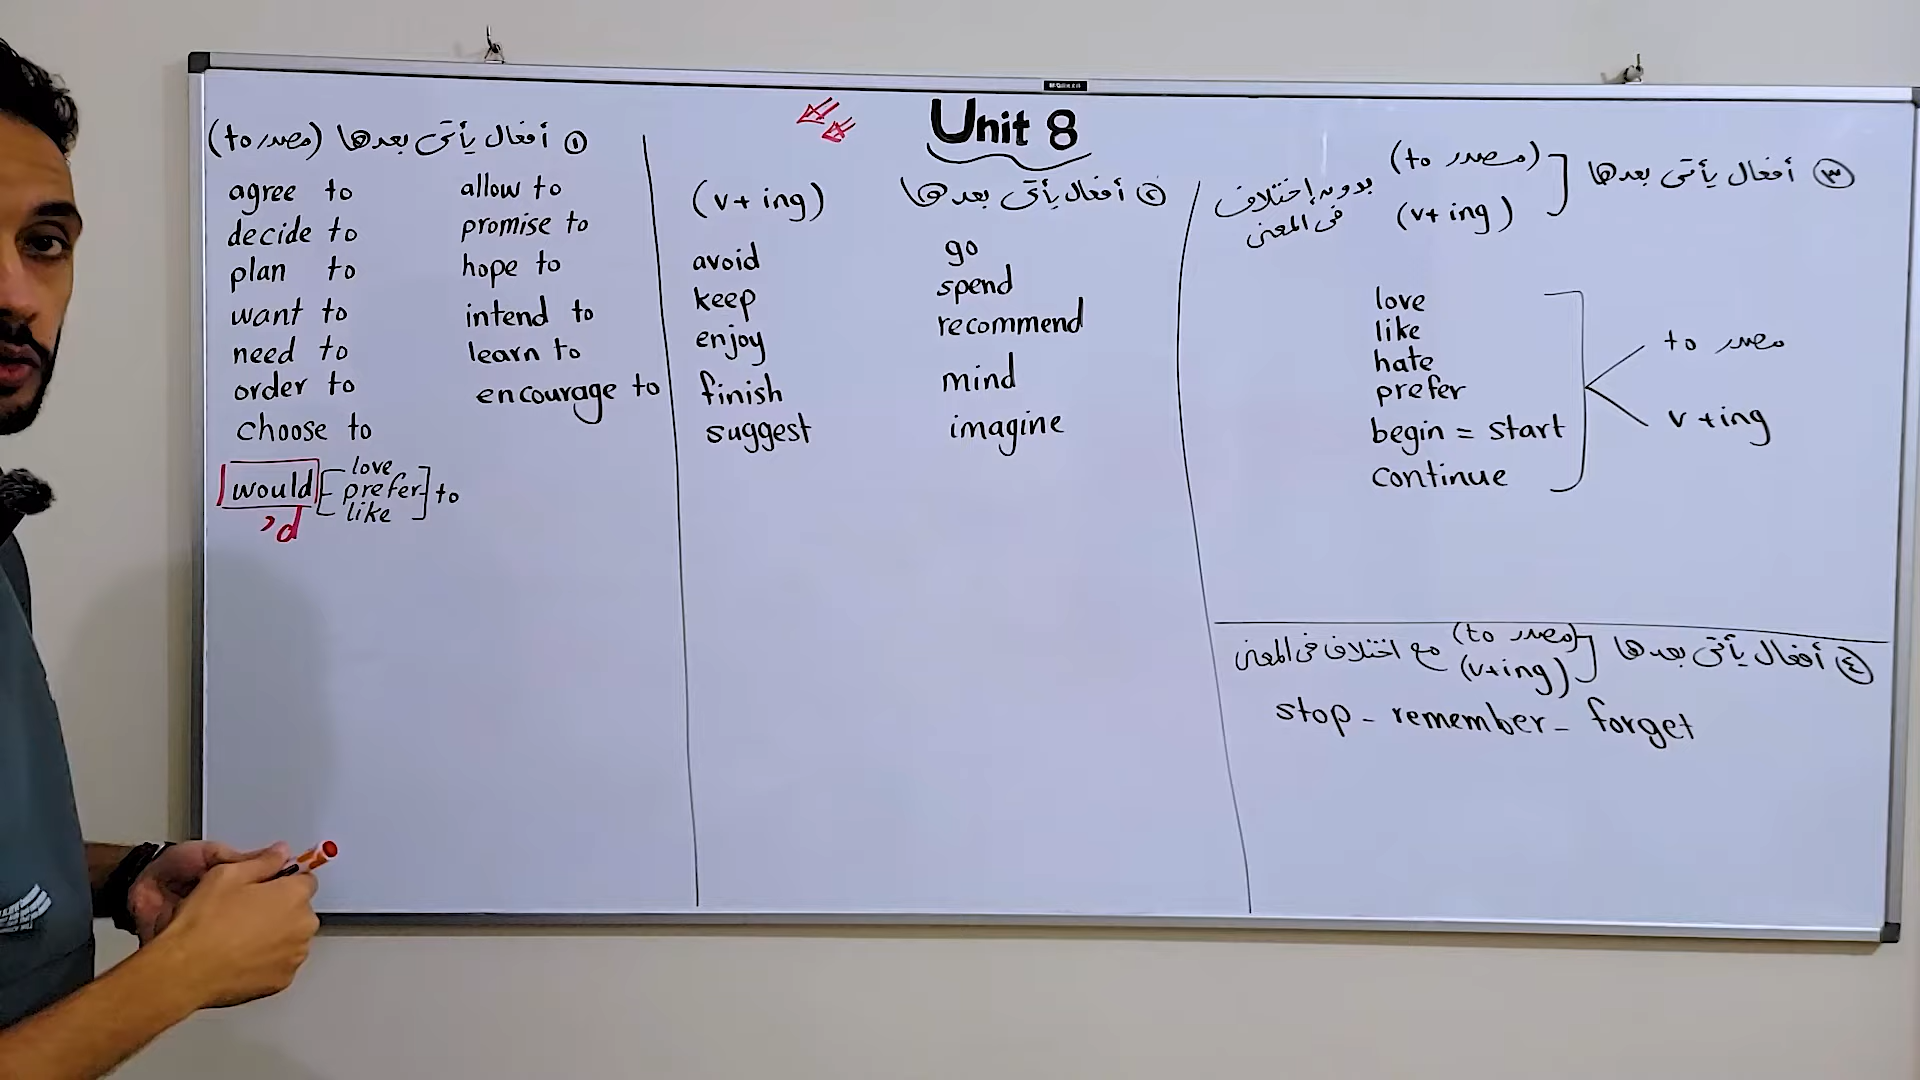 Unit 8
① أفعال يأتى بعدها (to مصدر)
agree to
decide to
plan to
want to
need to
order to
choose to
allow to
promise to
hope to
intend to
learn to
encourage to
would
'd
love
prefer
like
to
② أفعال يأتى بعدها (v+ ing)
avoid
keep
enjoy
finish
suggest
go
spend
recommend
mind
imagine
③ أفعال يأتى بعدها
(to مصدر)
(v+ ing)
بدون إختلاف
فى المعنى
love
like
hate
prefer
begin = start
continue
to مصدر
v +ing
④ أفعال يأتى بعدها
(to مصدر)
(v+ing)
مع اختلاف فى المعنى
stop - remember - forget